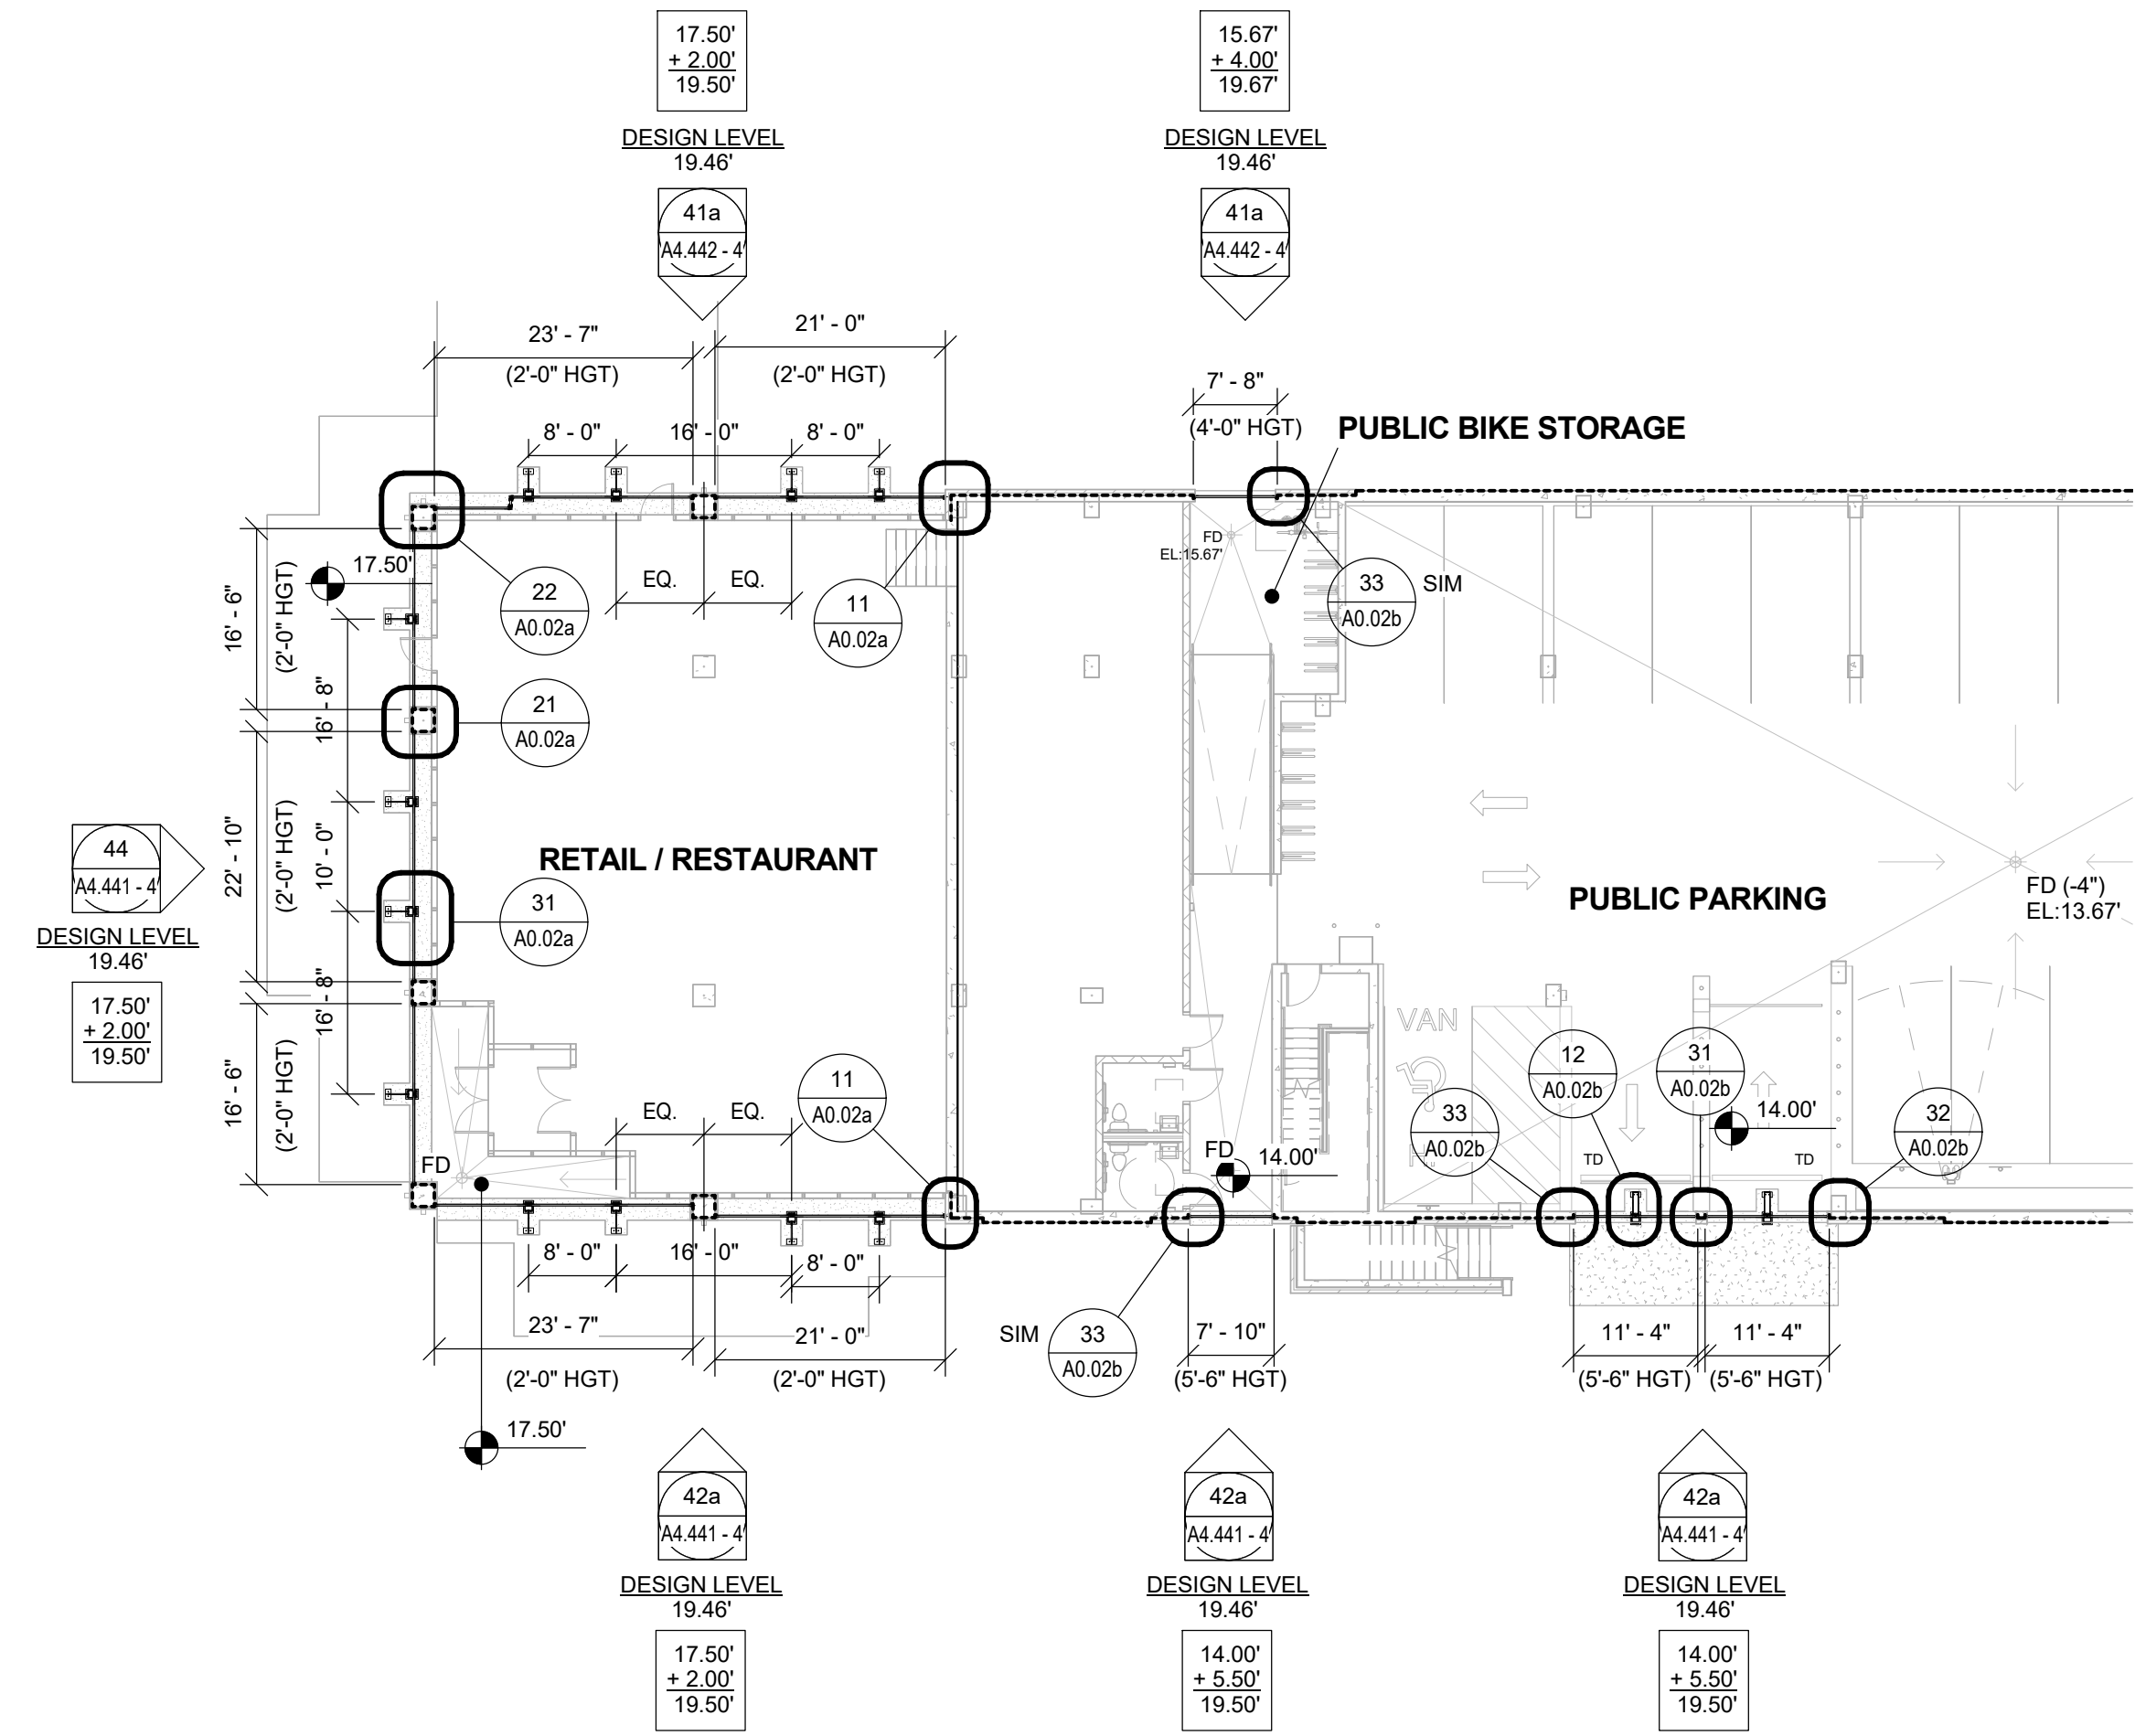 17.50'
+ 2.00'
19.50'
DESIGN LEVEL
19.46'
41a
A4.442 - 4
15.67'
+ 4.00'
19.67'
DESIGN LEVEL
19.46'
41a
A4.442 - 4
23' - 7"
(2'-0" HGT)
21' - 0"
(2'-0" HGT)
7' - 8"
(4'-0" HGT)
PUBLIC BIKE STORAGE
8' - 0"
16' - 0"
8' - 0"
FD
EL:15.67'
17.50'
22
A0.02a
EQ.
EQ.
11
A0.02a
33
A0.02b
SIM
16' - 6"
(2'-0" HGT)
16' - 8"
21
A0.02a
22' - 10"
(2'-0" HGT)
10' - 0"
44
A4.441 - 4
DESIGN LEVEL
19.46'
17.50'
+ 2.00'
19.50'
RETAIL / RESTAURANT
31
A0.02a
PUBLIC PARKING
FD (-4")
EL:13.67'
16' - 8"
16' - 6"
(2'-0" HGT)
VAN
EQ.
EQ.
11
A0.02a
FD
FD
14.00'
33
A0.02b
12
A0.02b
31
A0.02b
14.00'
32
A0.02b
TD
TD
8' - 0"
16' - 0"
8' - 0"
23' - 7"
(2'-0" HGT)
21' - 0"
(2'-0" HGT)
SIM
33
A0.02b
7' - 10"
(5'-6" HGT)
11' - 4"
(5'-6" HGT)
11' - 4"
(5'-6" HGT)
17.50'
42a
A4.441 - 4
DESIGN LEVEL
19.46'
17.50'
+ 2.00'
19.50'
42a
A4.441 - 4
DESIGN LEVEL
19.46'
14.00'
+ 5.50'
19.50'
42a
A4.441 - 4
DESIGN LEVEL
19.46'
14.00'
+ 5.50'
19.50'